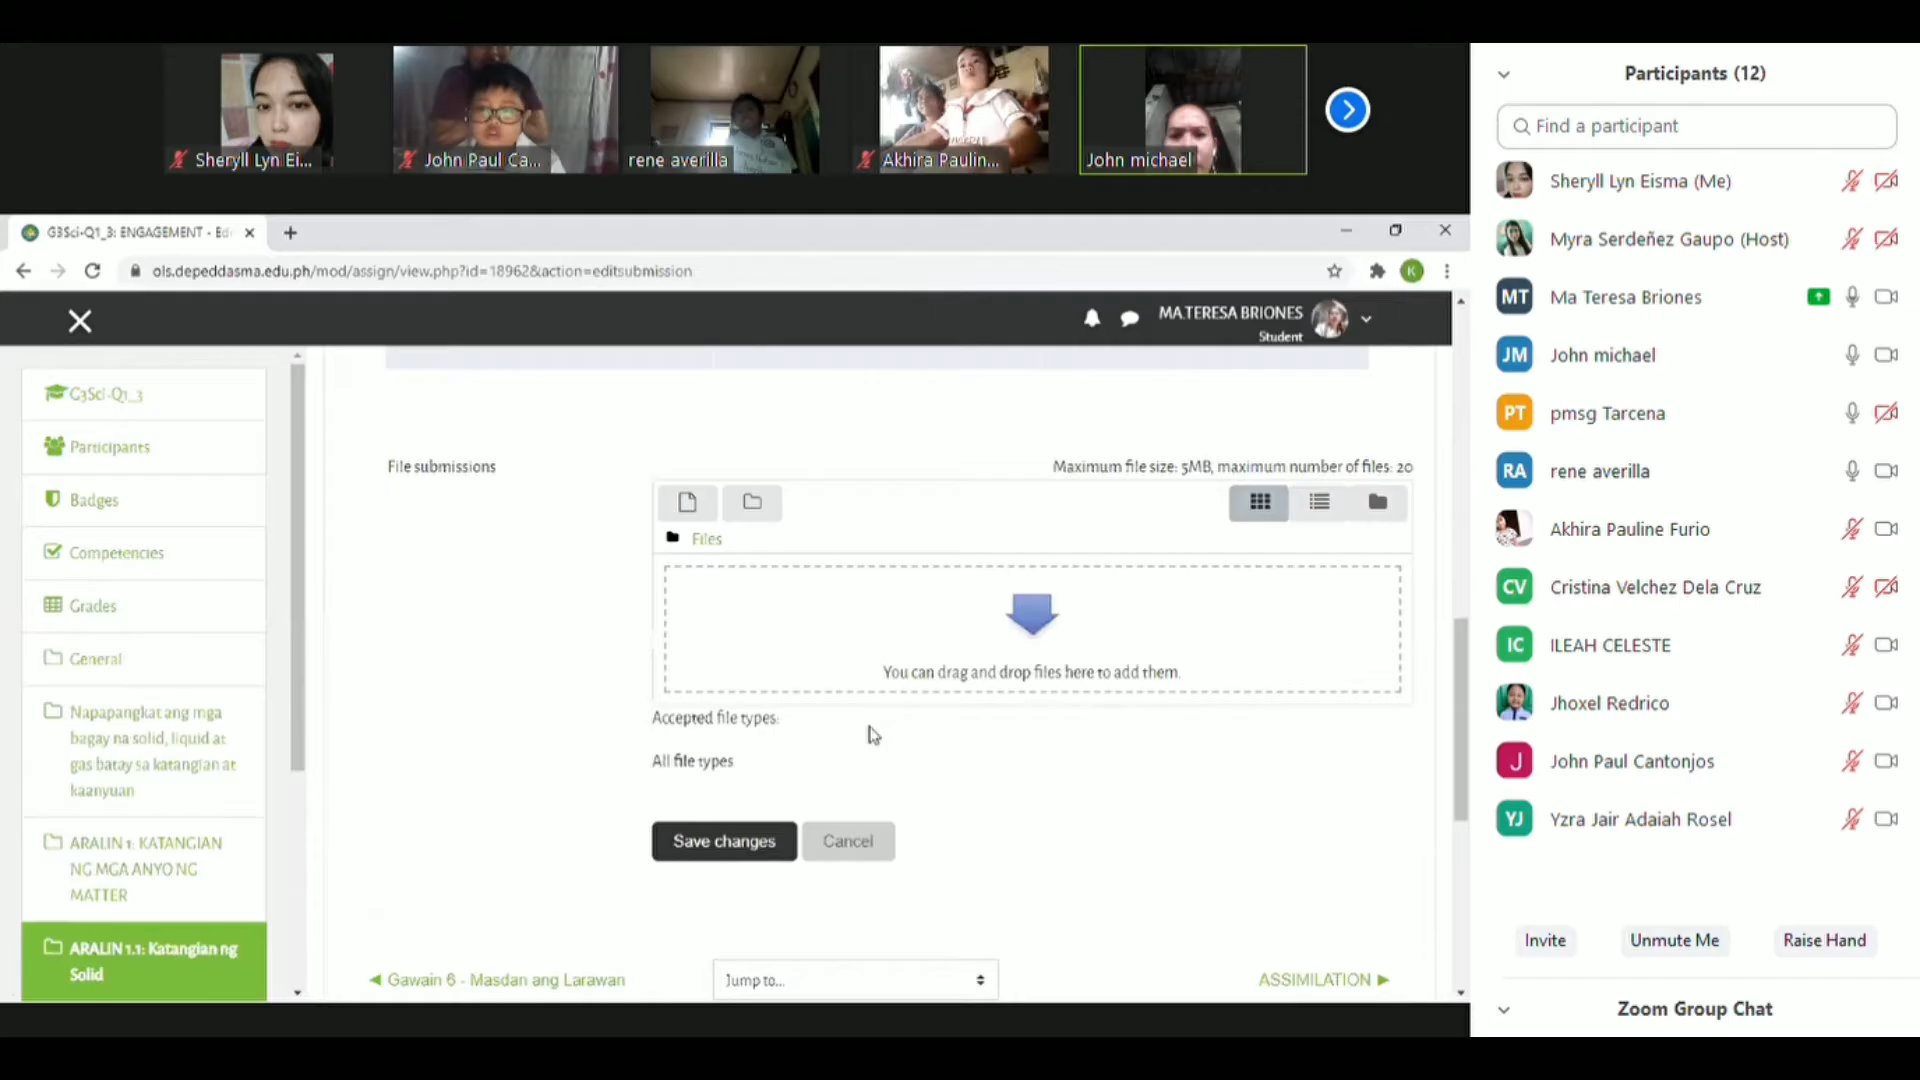 Sheryll Lyn Ei...
John Paul Ca...
rene averilla
Akhira Paulin...
John michael
G3Sci-Q1_3: ENGAGEMENT - Ed
ols.depeddasma.edu.ph/mod/assign/view.php?id=18962&action=editsubmission
K
MA.TERESA BRIONES
Student
G3Sci-Q1_3
Participants
Badges
Competencies
Grades
General
Napapangkat ang mga
bagay na solid, liquid at
gas batay sa katangian at
kaanyuan
ARALIN 1: KATANGIAN
NG MGA ANYO NG
MATTER
ARALIN 1.1: Katangian ng
Solid
File submissions
Maximum file size: 5MB, maximum number of files: 20
Files
You can drag and drop files here to add them.
Accepted file types:
All file types
Save changes
Cancel
Gawain 6 - Masdan ang Larawan
Jump to...
ASSIMILATION
Participants (12)
Find a participant
Sheryll Lyn Eisma (Me)
Myra Serdeñez Gaupo (Host)
MT Ma Teresa Briones
JM John michael
PT pmsg Tarcena
RA rene averilla
Akhira Pauline Furio
CV Cristina Velchez Dela Cruz
IC ILEAH CELESTE
Jhoxel Redrico
J John Paul Cantonjos
YJ Yzra Jair Adaiah Rosel
Invite
Unmute Me
Raise Hand
Zoom Group Chat